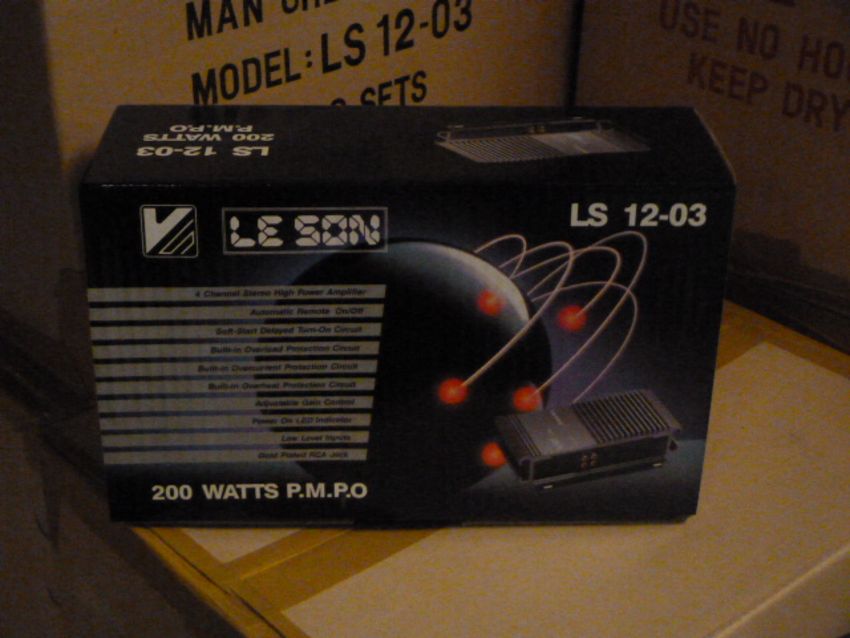 MAN
MODEL: LS 12-03
SETS
USE NO
KEEP DRY
P.M.P.O
200 WATTS
LS 12-03
LE SON
LS 12-03
4 Channel Stereo High Power Amplifier
Automatic Remote On/Off
Soft-Start Delayed Turn-On Circuit
Built-in Overload Protection Circuit
Built-in Overcurrent Protection Circuit
Built-in Overheat Protection Circuit
Adjustable Gain Control
Power On LED Indicator
Low Level Inputs
Gold Plated RCA Jack
200 WATTS P.M.P.O